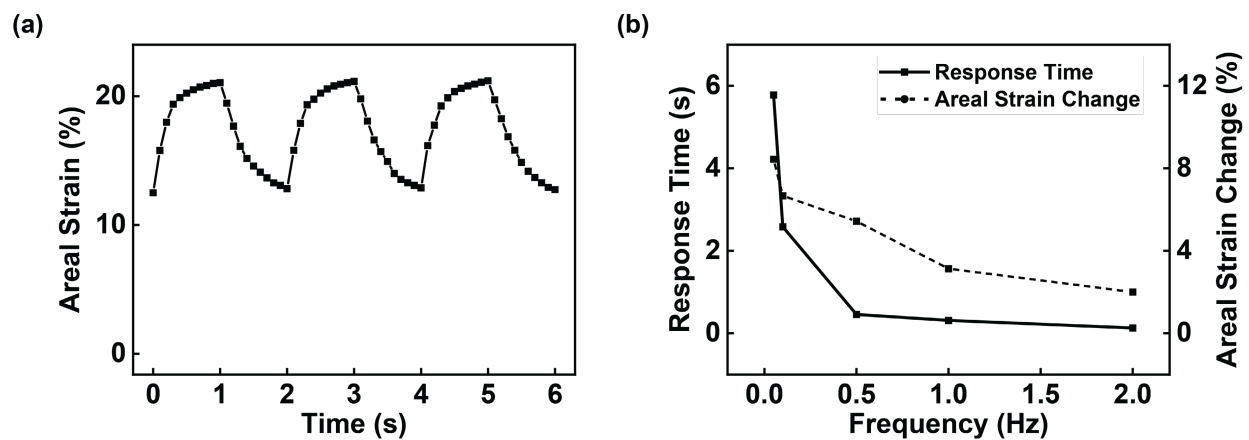 (a)
Areal Strain (%)
20
10
0
0 1 2 3 4 5 6
Time (s)
(b)
Response Time (s)
6
4
2
0
Response Time
Areal Strain Change
12
8
4
0
Areal Strain Change (%)
0.0 0.5 1.0 1.5 2.0
Frequency (Hz)